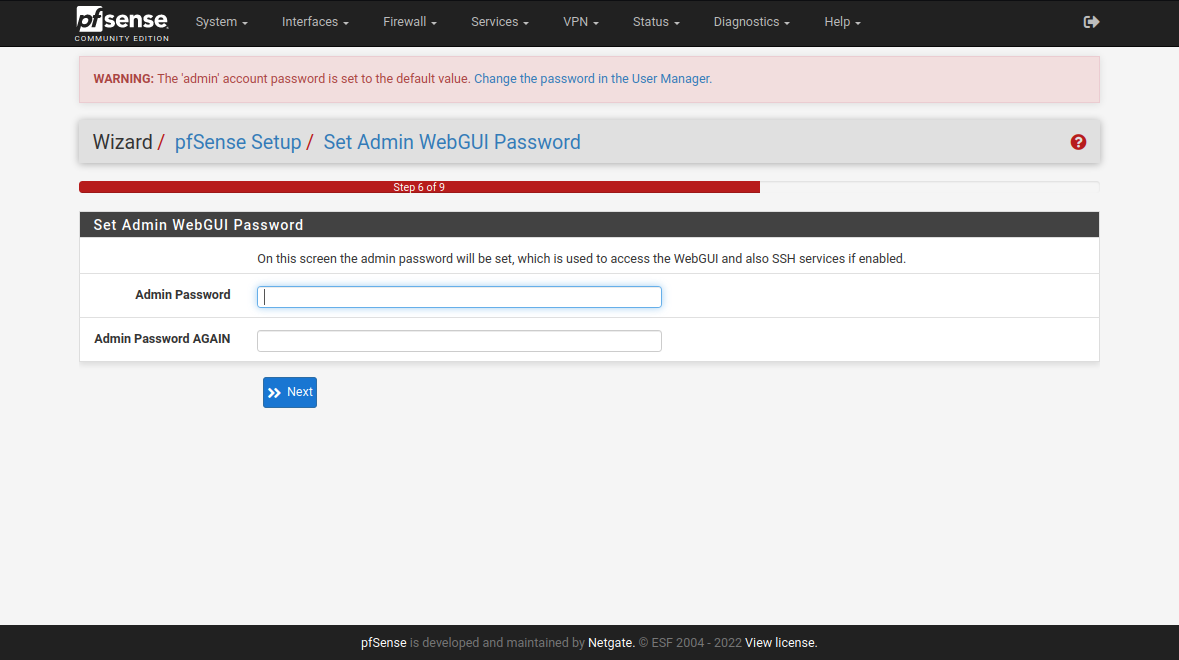 pfsense System Interfaces Firewall Services VPN Status Diagnostics Help
COMMUNITY EDITION
WARNING: The 'admin' account password is set to the default value. Change the password in the User Manager.
Wizard / pfSense Setup / Set Admin WebGUI Password
Step 6 of 9
Set Admin WebGUI Password
On this screen the admin password will be set, which is used to access the WebGUI and also SSH services if enabled.
Admin Password
Admin Password AGAIN
Next
pfSense is developed and maintained by Netgate. © ESF 2004 - 2022 View license.